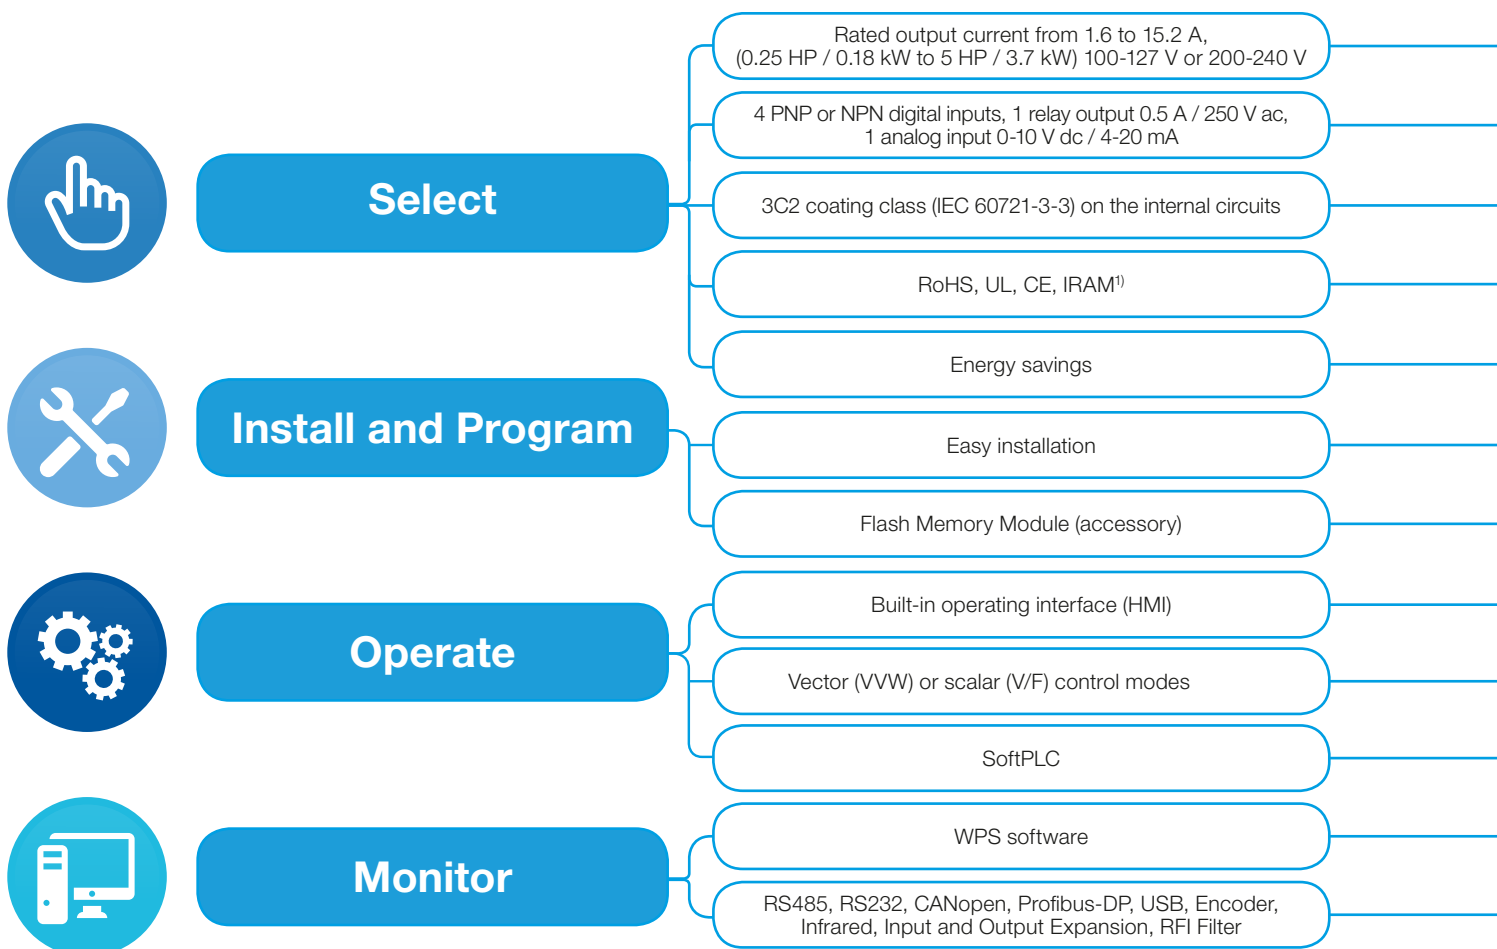 Select
Rated output current from 1.6 to 15.2 A,
(0.25 HP / 0.18 kW to 5 HP / 3.7 kW) 100-127 V or 200-240 V
4 PNP or NPN digital inputs, 1 relay output 0.5 A / 250 V ac,
1 analog input 0-10 V dc / 4-20 mA
3C2 coating class (IEC 60721-3-3) on the internal circuits
RoHS, UL, CE, IRAM¹⁾
Energy savings
Install and Program
Easy installation
Flash Memory Module (accessory)
Operate
Built-in operating interface (HMI)
Vector (VVW) or scalar (V/F) control modes
SoftPLC
Monitor
WPS software
RS485, RS232, CANopen, Profibus-DP, USB, Encoder,
Infrared, Input and Output Expansion, RFI Filter